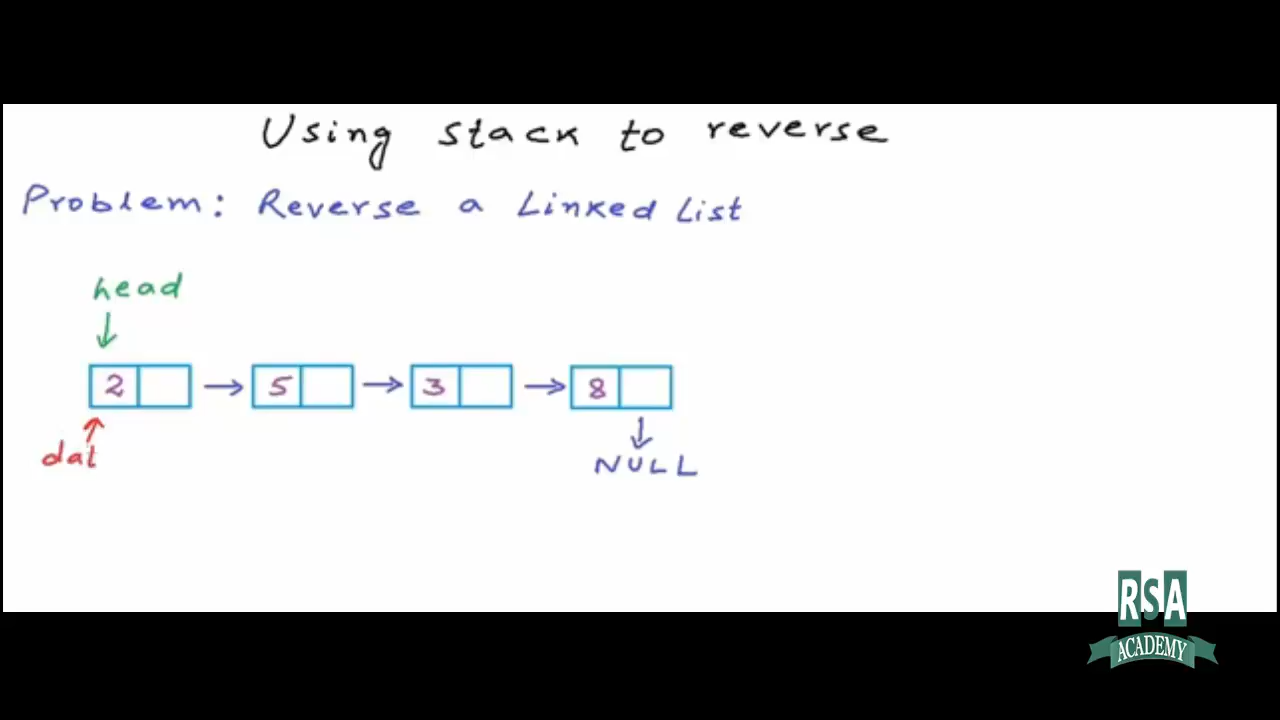 Using stack to reverse
Problem: Reverse a Linked List
head
2 5 3 8
dat
NULL
RSA
ACADEMY